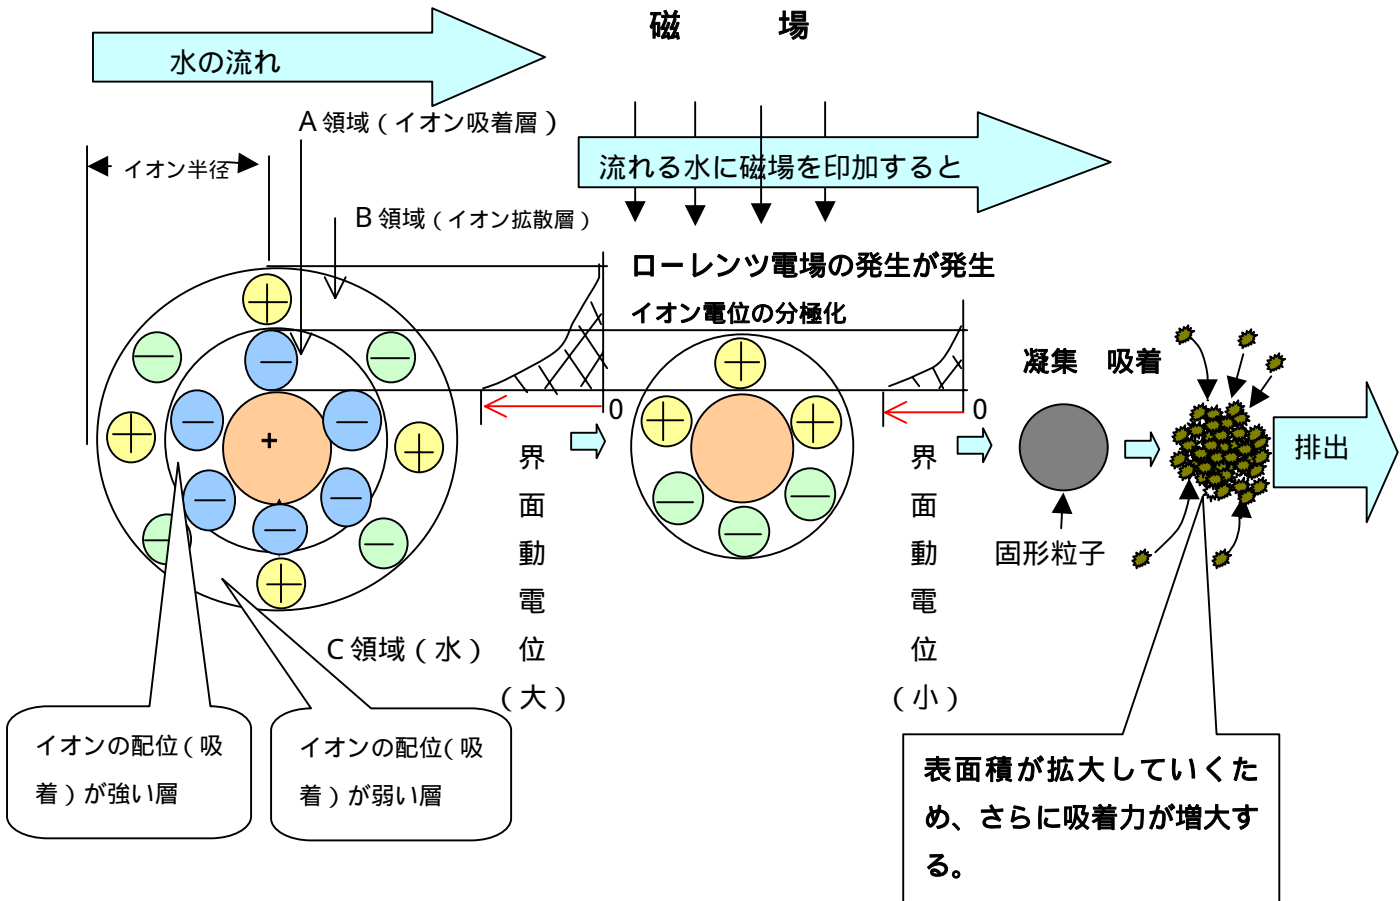 磁　場
水の流れ
A領域(イオン吸着層)
イオン半径
流れる水に磁場を印加すると
B領域(イオン拡散層)
ローレンツ電場の発生が発生
イオン電位の分極化
凝集　吸着
0
0
+
界面動電位(大)
界面動電位(小)
排出
固形粒子
C領域(水)
イオンの配位(吸
着)が強い層
イオンの配位(吸
着)が弱い層
表面積が拡大していくた
め、さらに吸着力が増大す
る。